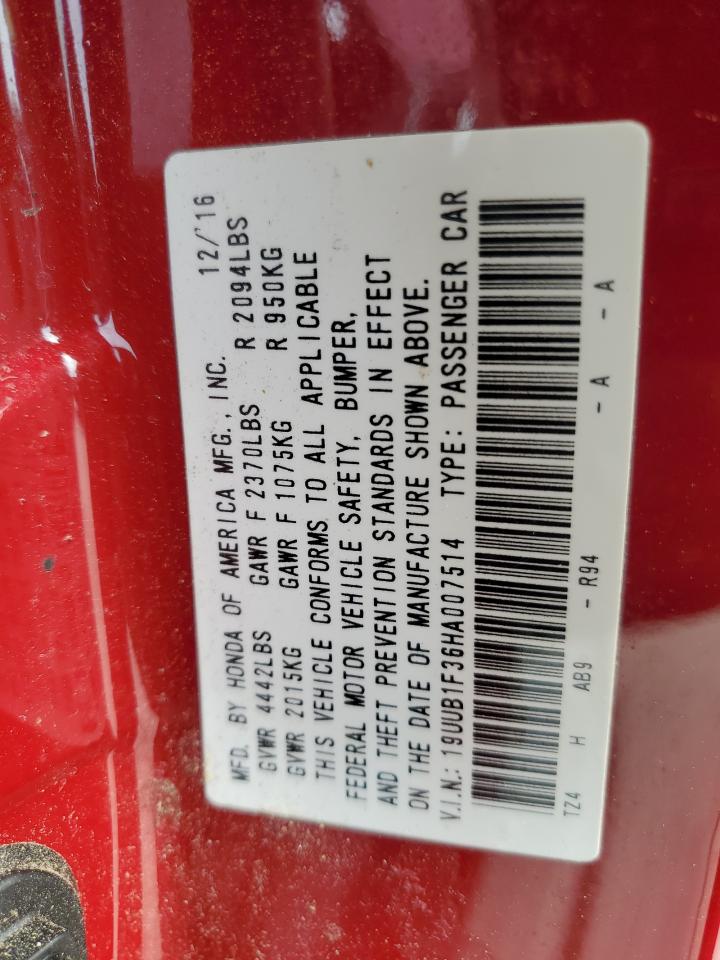 MFD. BY HONDA OF AMERICA MFG., INC. 12/'16
GVWR 4442LBS GAWR F 2370LBS R 2094LBS
GVWR 2015KG GAWR F 1075KG R 950KG
THIS VEHICLE CONFORMS TO ALL APPLICABLE
FEDERAL MOTOR VEHICLE SAFETY, BUMPER,
AND THEFT PREVENTION STANDARDS IN EFFECT
ON THE DATE OF MANUFACTURE SHOWN ABOVE.
V.I.N.: 19UUB1F36HA007514 TYPE: PASSENGER CAR
TZ4 H AB9 - R94 - A - A